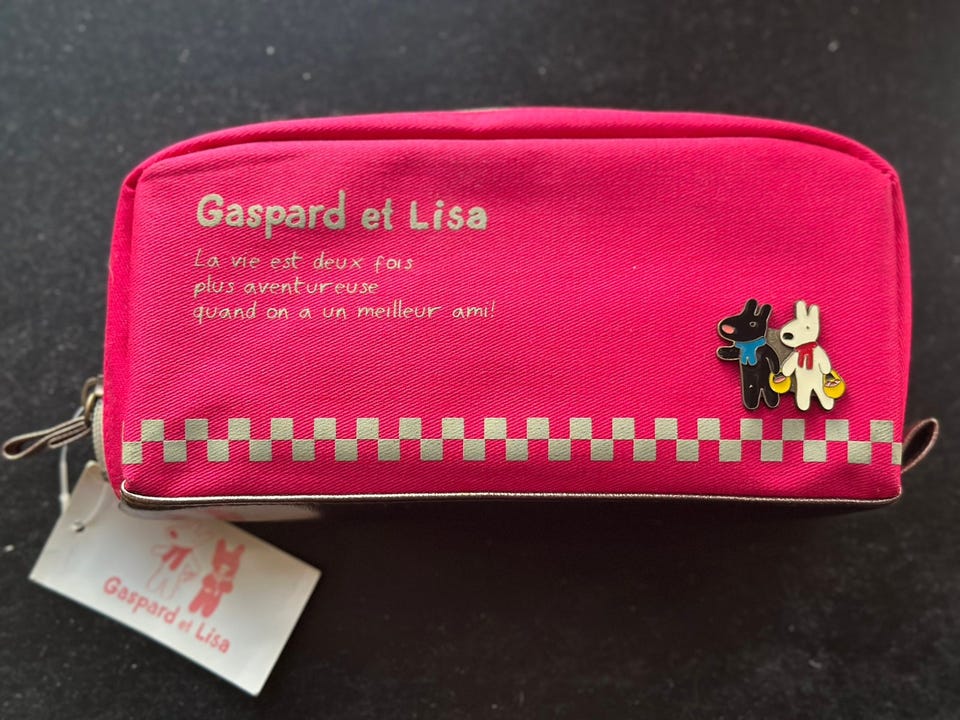 Gaspard et Lisa
La vie est deux fois
plus aventureuse
quand on a un meilleur ami!
Gaspard et Lisa